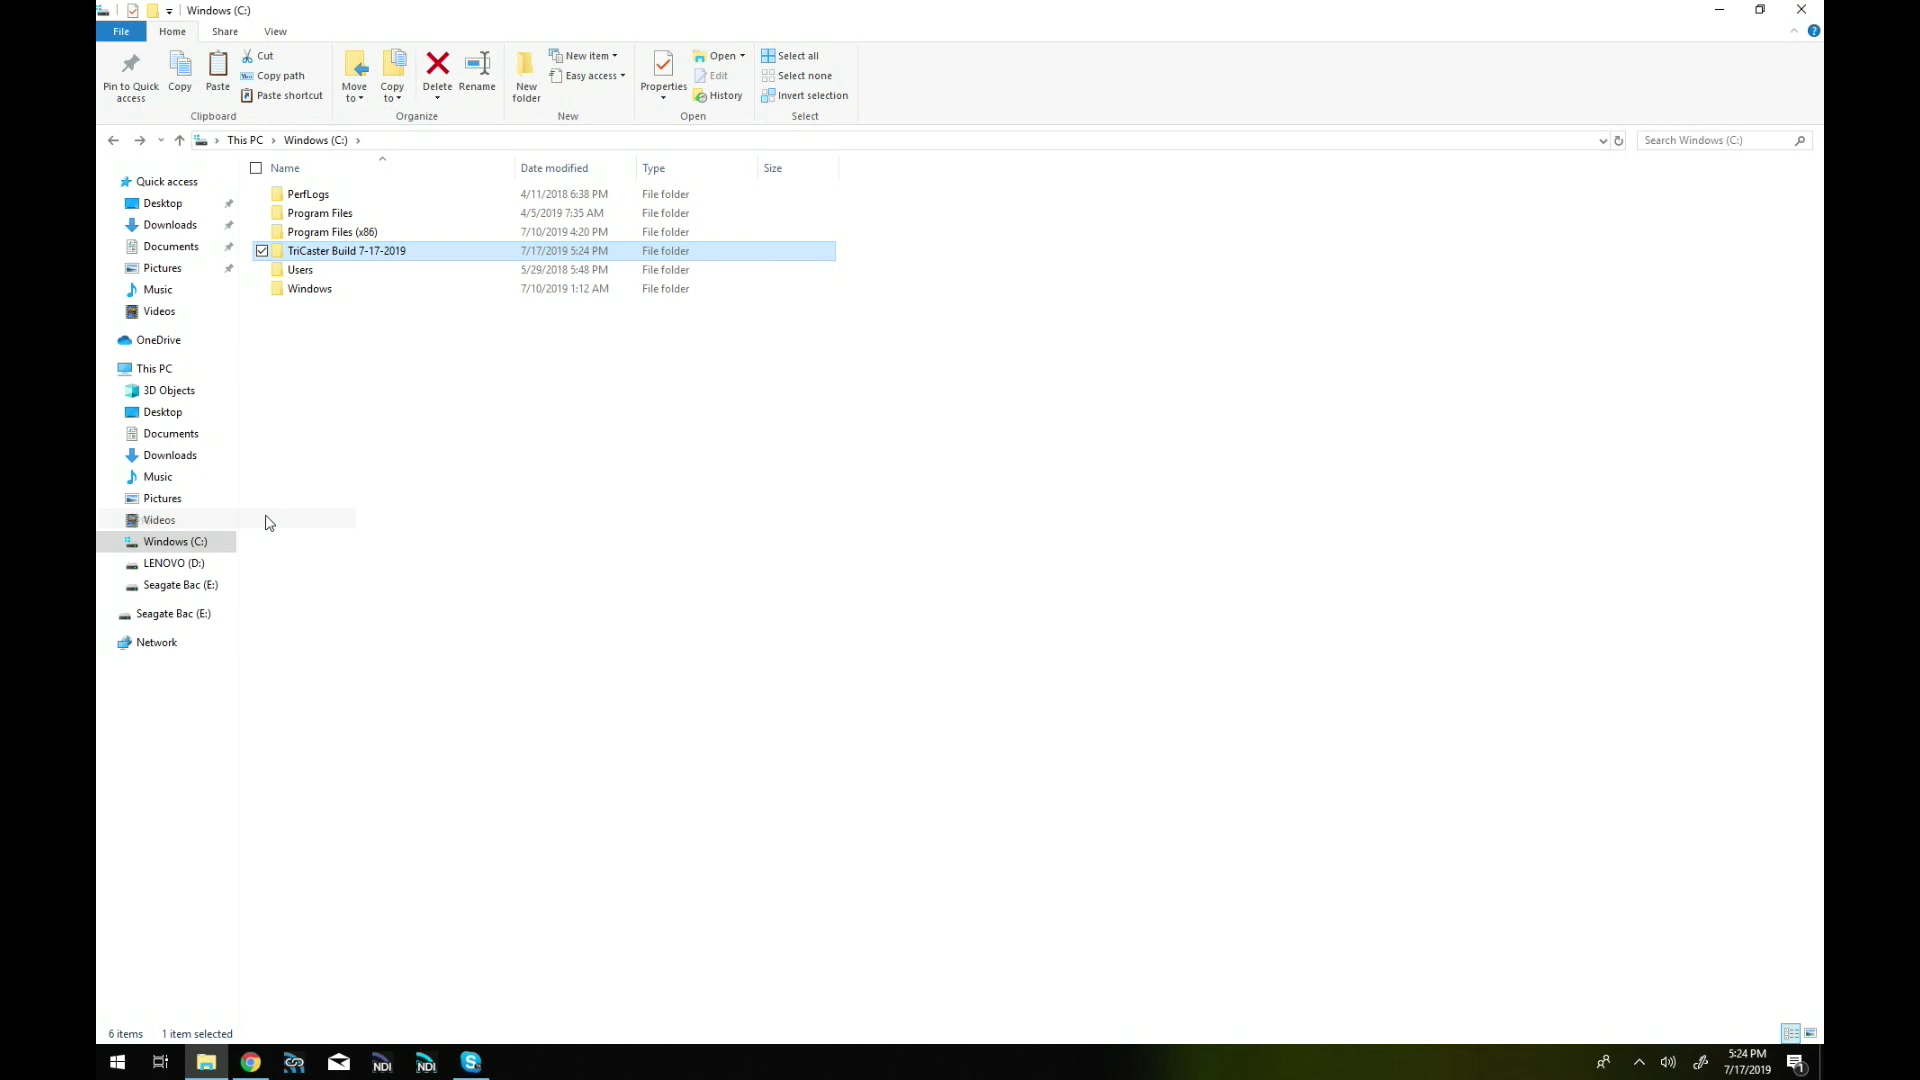 Windows (C:)
File Home Share View
Pin to Quick access
Copy
Paste
Cut
Copy path
Paste shortcut
Clipboard
Move to
Copy to
Delete
Rename
Organize
New folder
New item
Easy access
New
Properties
Open
Edit
History
Open
Select all
Select none
Invert selection
Select
This PC > Windows (C:) >
Search Windows (C:)
Name Date modified Type Size
PerfLogs 4/11/2018 6:38 PM File folder
Program Files 4/5/2019 7:35 AM File folder
Program Files (x86) 7/10/2019 4:20 PM File folder
TriCaster Build 7-17-2019 7/17/2019 5:24 PM File folder
Users 5/29/2018 5:48 PM File folder
Windows 7/10/2019 1:12 AM File folder
Quick access
Desktop
Downloads
Documents
Pictures
Music
Videos
OneDrive
This PC
3D Objects
Desktop
Documents
Downloads
Music
Pictures
Videos
Windows (C:)
LENOVO (D:)
Seagate Bac (E:)
Seagate Bac (E:)
Network
6 items 1 item selected
NDI
NDI
5:24 PM
7/17/2019
1